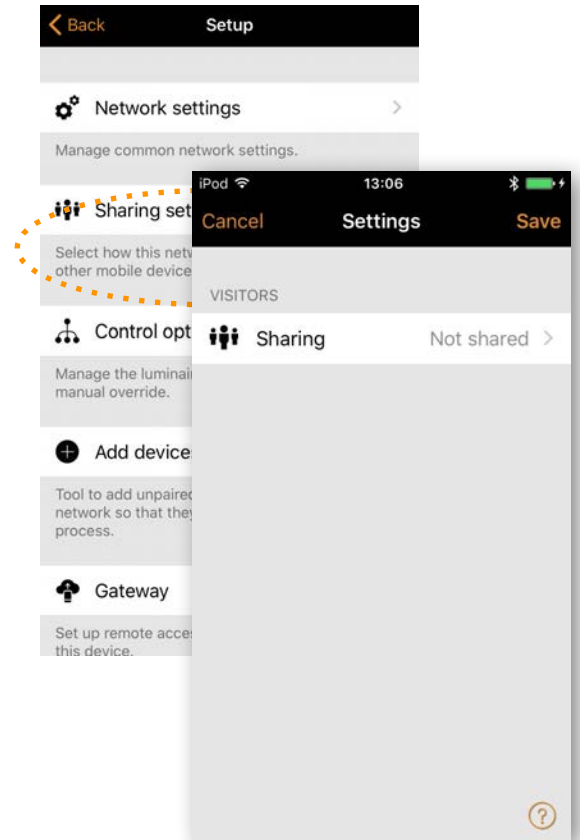 Back
Setup
Network settings
Manage common network settings.
Sharing set
Select how this netw
other mobile device
Control opt
Manage the luminai
manual override.
Add device
Tool to add unpaired
network so that they
process.
Gateway
Set up remote acce
this device.
iPod
13:06
Cancel
Settings
Save
VISITORS
Sharing
Not shared
?